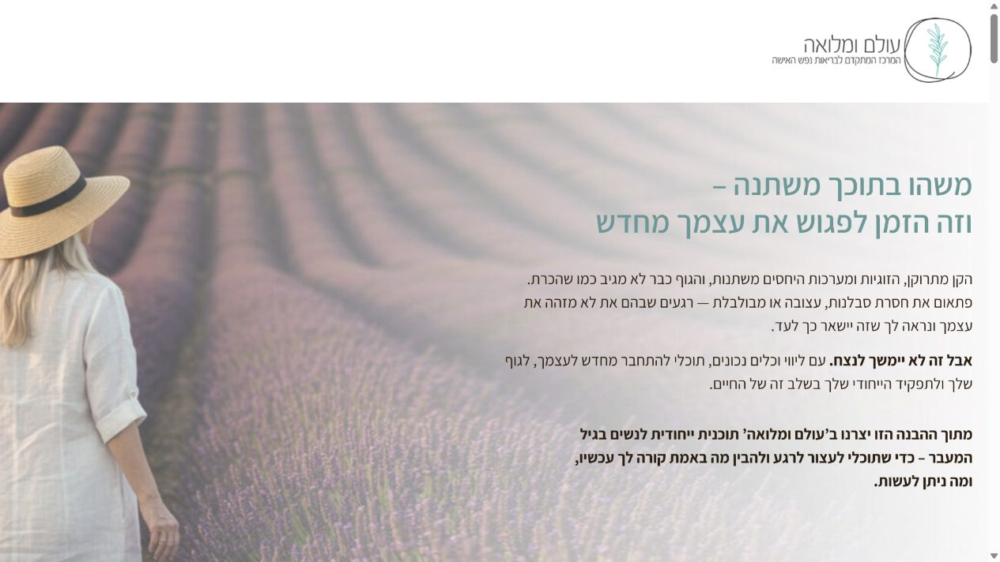 עולם ומלואה
המרכז המתקדם לבריאות נפש האישה
משהו בתוכך משתנה –
וזה הזמן לפגוש את עצמך מחדש
הקן מתרוקן, הזוגיות ומערכות היחסים משתנות, והגוף כבר לא מגיב כמו שהכרת.
פתאום את חסרת סבלנות, עצובה או מבולבלת — רגעים שבהם את לא מזהה את
עצמך ונראה לך שזה יישאר כך לעד.
אבל זה לא יימשך לנצח. עם ליווי וכלים נכונים, תוכלי להתחבר מחדש לעצמך, לגוף
שלך ולתפקיד הייחודי שלך בשלב זה של החיים.
מתוך ההבנה הזו יצרנו ב’עולם ומלואה’ תוכנית ייחודית לנשים בגיל
המעבר – כדי שתוכלי לעצור לרגע ולהבין מה באמת קורה לך עכשיו,
ומה ניתן לעשות.